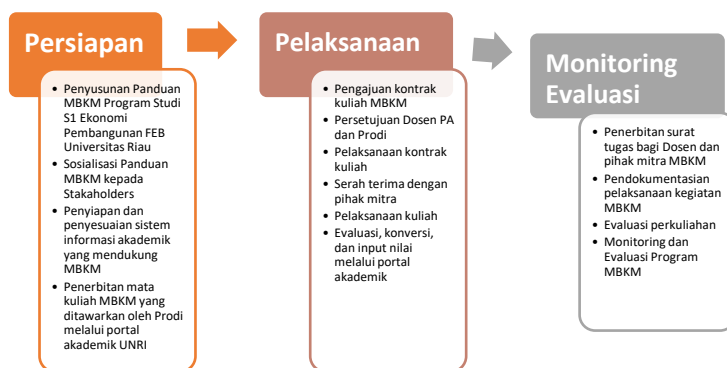 Persiapan
• Penyusunan Panduan
MBKM Program Studi
S1 Ekonomi
Pembangunan FEB
Universitas Riau
• Sosialisasi Panduan
MBKM kepada
Stakeholders
• Penyiapan dan
penyesuaian sistem
informasi akademik
yang mendukung
MBKM
• Penerbitan mata
kuliah MBKM yang
ditawarkan oleh Prodi
melalui portal
akademik UNRI
Pelaksanaan
• Pengajuan kontrak
kuliah MBKM
• Persetujuan Dosen PA
dan Prodi
• Pelaksanaan kontrak
kuliah
• Serah terima dengan
pihak mitra
• Pelaksanaan kuliah
• Evaluasi, konversi,
dan input nilai
melalui portal
akademik
Monitoring
Evaluasi
• Penerbitan surat
tugas bagi Dosen dan
pihak mitra MBKM
• Pendokumentasian
pelaksanaan kegiatan
MBKM
• Evaluasi perkuliahan
• Monitoring dan
Evaluasi Program
MBKM